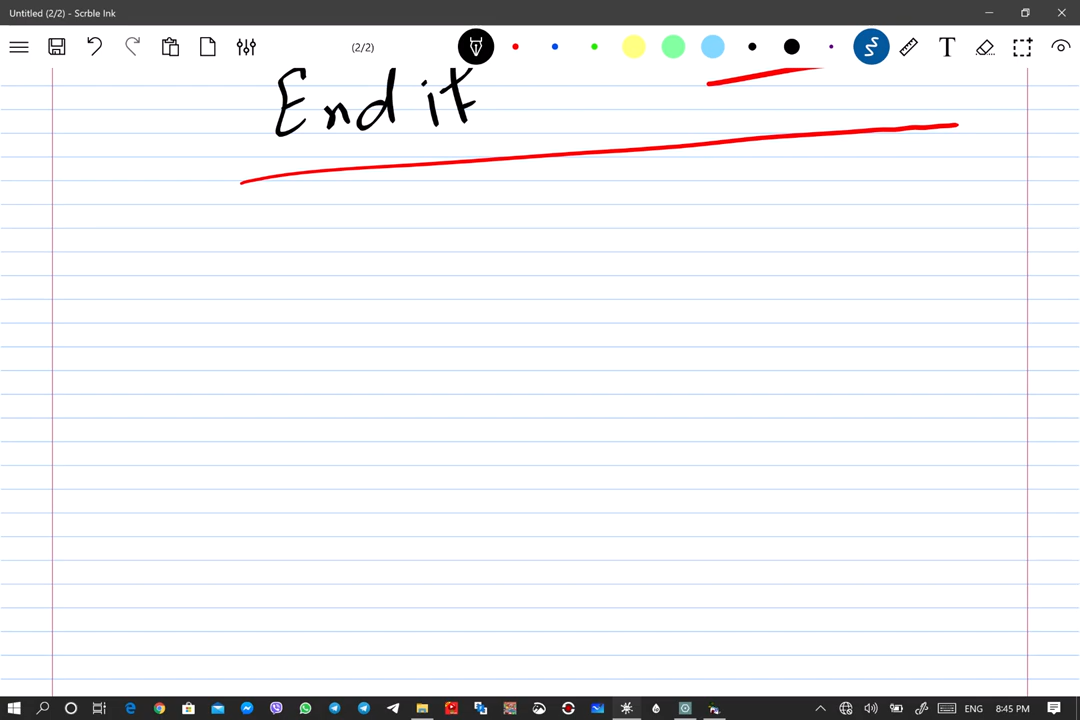 Untitled (2/2) - Scrble Ink
(2/2)
T
End it
ENG 8:45 PM